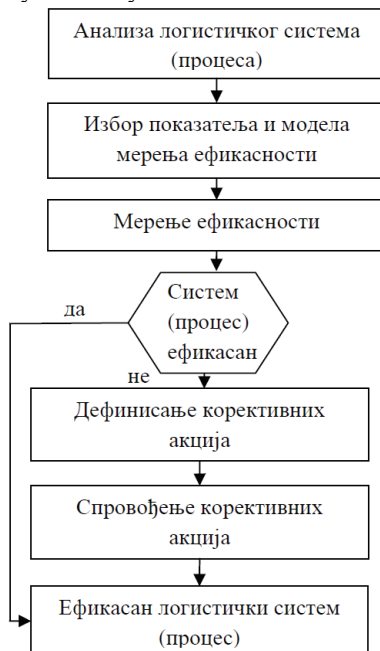 Анализа логистичког система
(процеса)
Избор показатеља и модела
мерења ефикасности
Мерење ефикасности
Систем
(процес)
ефикасан
да
не
Дефинисање корективних
акција
Спровођење корективних
акција
Ефикасан логистички систем
(процес)